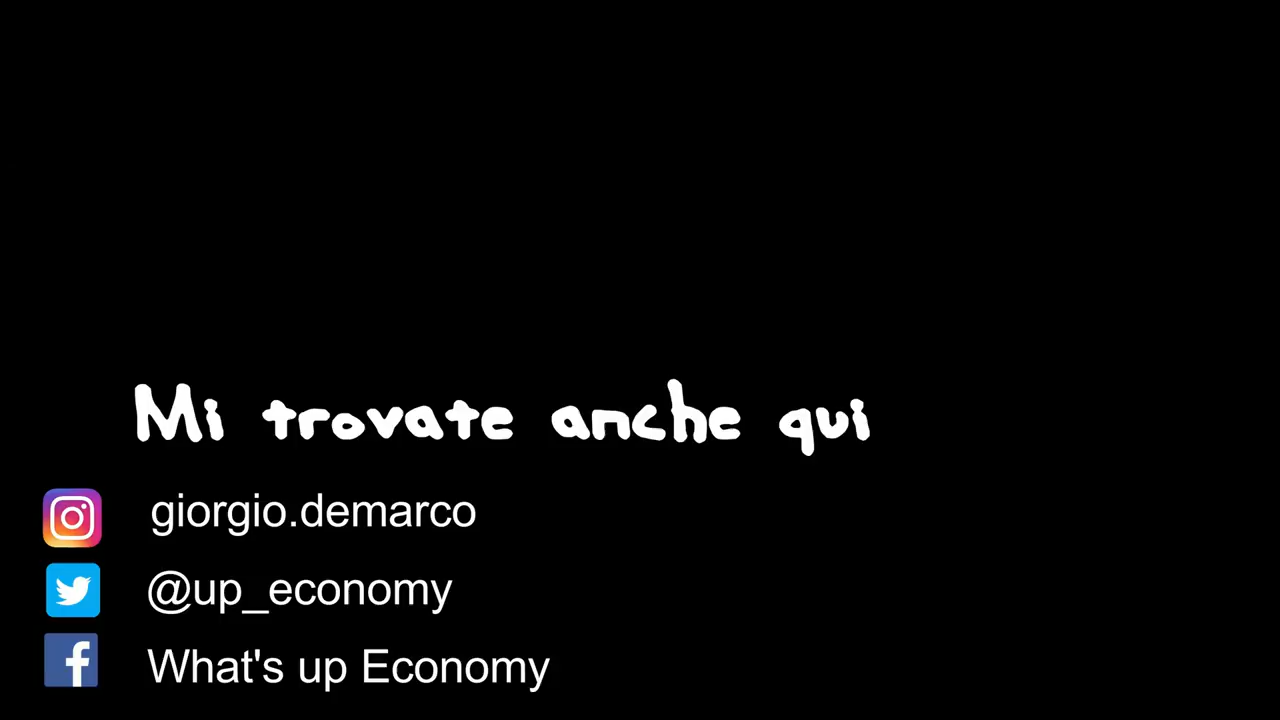 Mi trovate anche qui
giorgio.demarco
@up_economy
What's up Economy